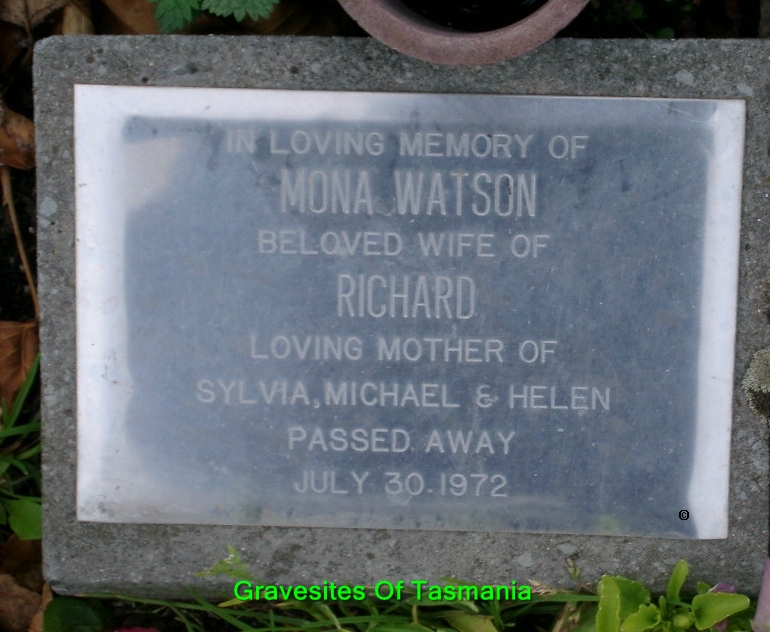 IN LOVING MEMORY OF
MONA WATSON
BELOVED WIFE OF
RICHARD
LOVING MOTHER OF
SYLVIA, MICHAEL & HELEN
PASSED AWAY
JULY 30. 1972
©
Gravesites Of Tasmania